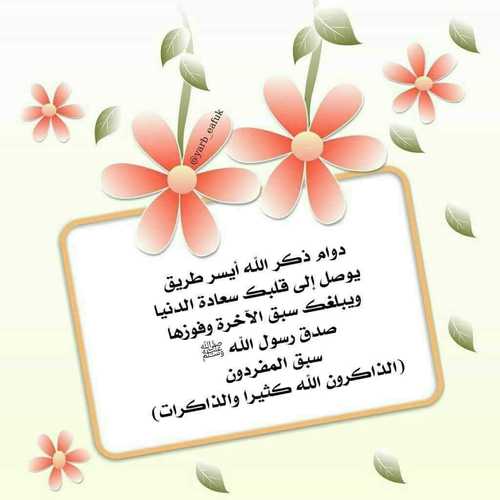 @yarb_eafuk
دوام ذكر الله أيسر طريق
يوصل إلى قلبك سعادة الدنيا
ويبلغك سبق الآخرة وفوزها
صدق رسول الله ﷺ
سبق المفردون
(الذاكرون الله كثيرا والذاكرات)